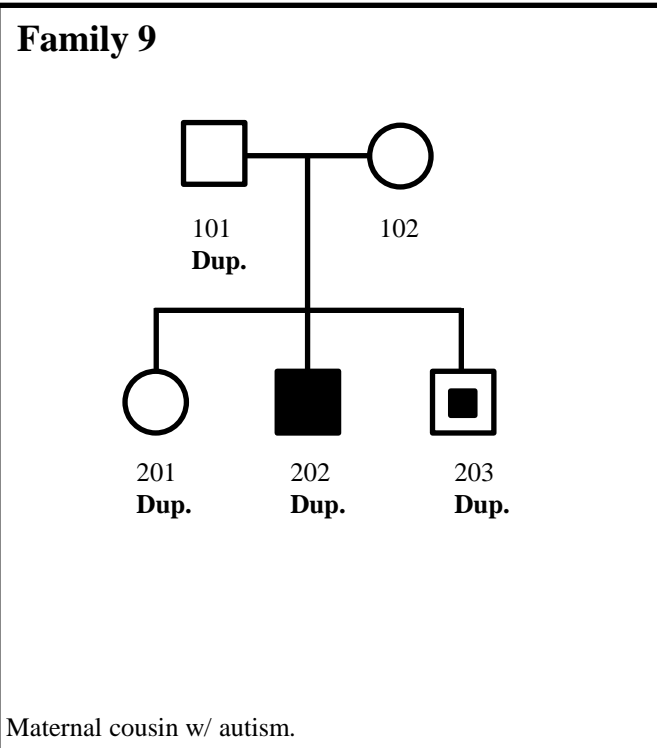 Family 9
101 102
Dup.
201 202 203
Dup. Dup. Dup.
Maternal cousin w/ autism.